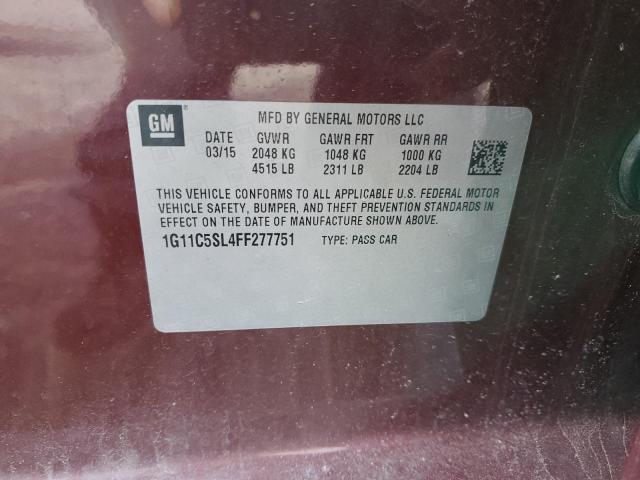 GM
MFD BY GENERAL MOTORS LLC
DATE GVWR GAWR FRT GAWR RR
03/15 2048 KG 1048 KG 1000 KG
4515 LB 2311 LB 2204 LB
THIS VEHICLE CONFORMS TO ALL APPLICABLE U.S. FEDERAL MOTOR
VEHICLE SAFETY, BUMPER, AND THEFT PREVENTION STANDARDS IN
EFFECT ON THE DATE OF MANUFACTURE SHOWN ABOVE.
1G11C5SL4FF277751 TYPE: PASS CAR